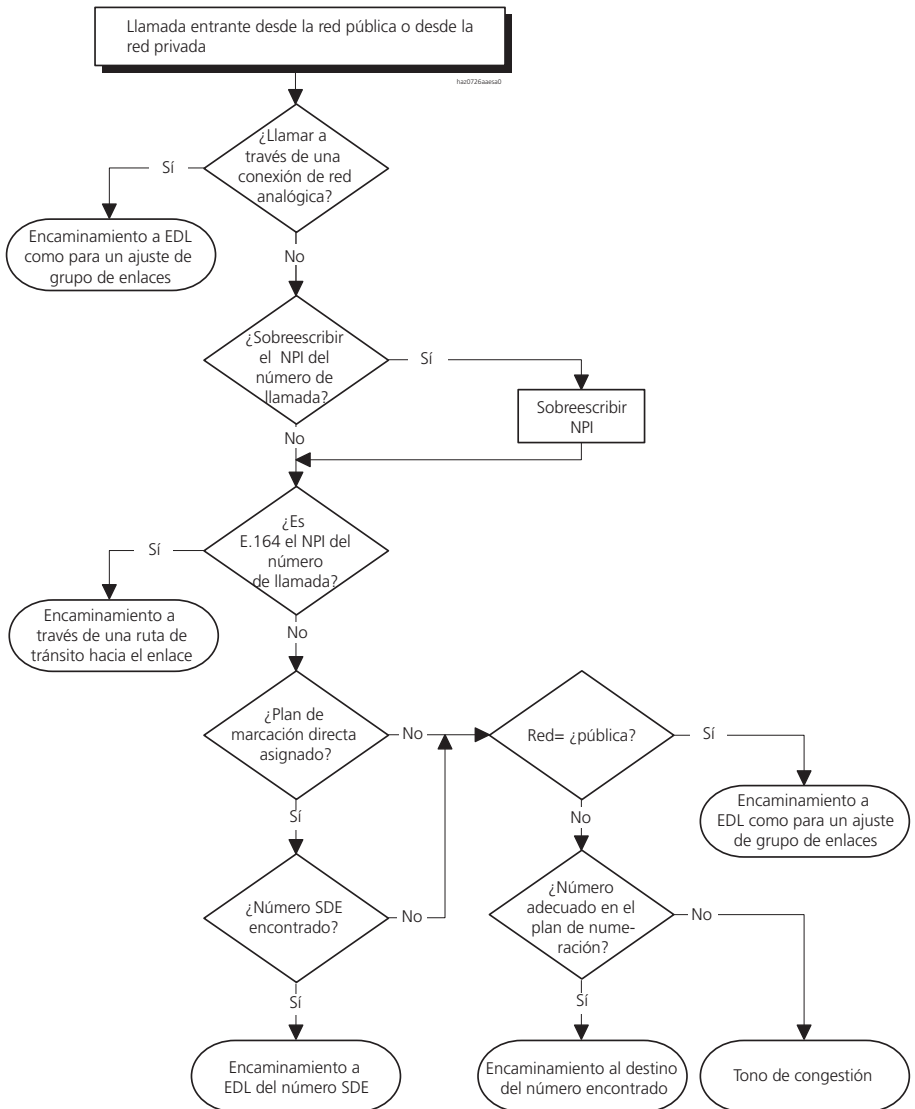 Llamada entrante desde la red pública o desde la
red privada
haz0726aaesa0
¿Llamar a
través de una
conexión de red
analógica?
Sí
Encaminamiento a EDL
como para un ajuste de
grupo de enlaces
No
¿Sobreescribir
el NPI del
número de
llamada?
Sí
Sobreescribir
NPI
No
¿Es
E.164 el NPI del
número
de llamada?
Sí
Encaminamiento a
través de una ruta de
tránsito hacia el enlace
No
¿Plan de
marcación directa
asignado?
No
Red= ¿pública?
Sí
Encaminamiento a
EDL como para un ajuste
de grupo de enlaces
Sí
No
¿Número SDE
encontrado?
No
¿Número
adecuado en el
plan de nume-
ración?
No
Sí
Sí
Encaminamiento a
EDL del número SDE
Encaminamiento al destino
del número encontrado
Tono de congestión